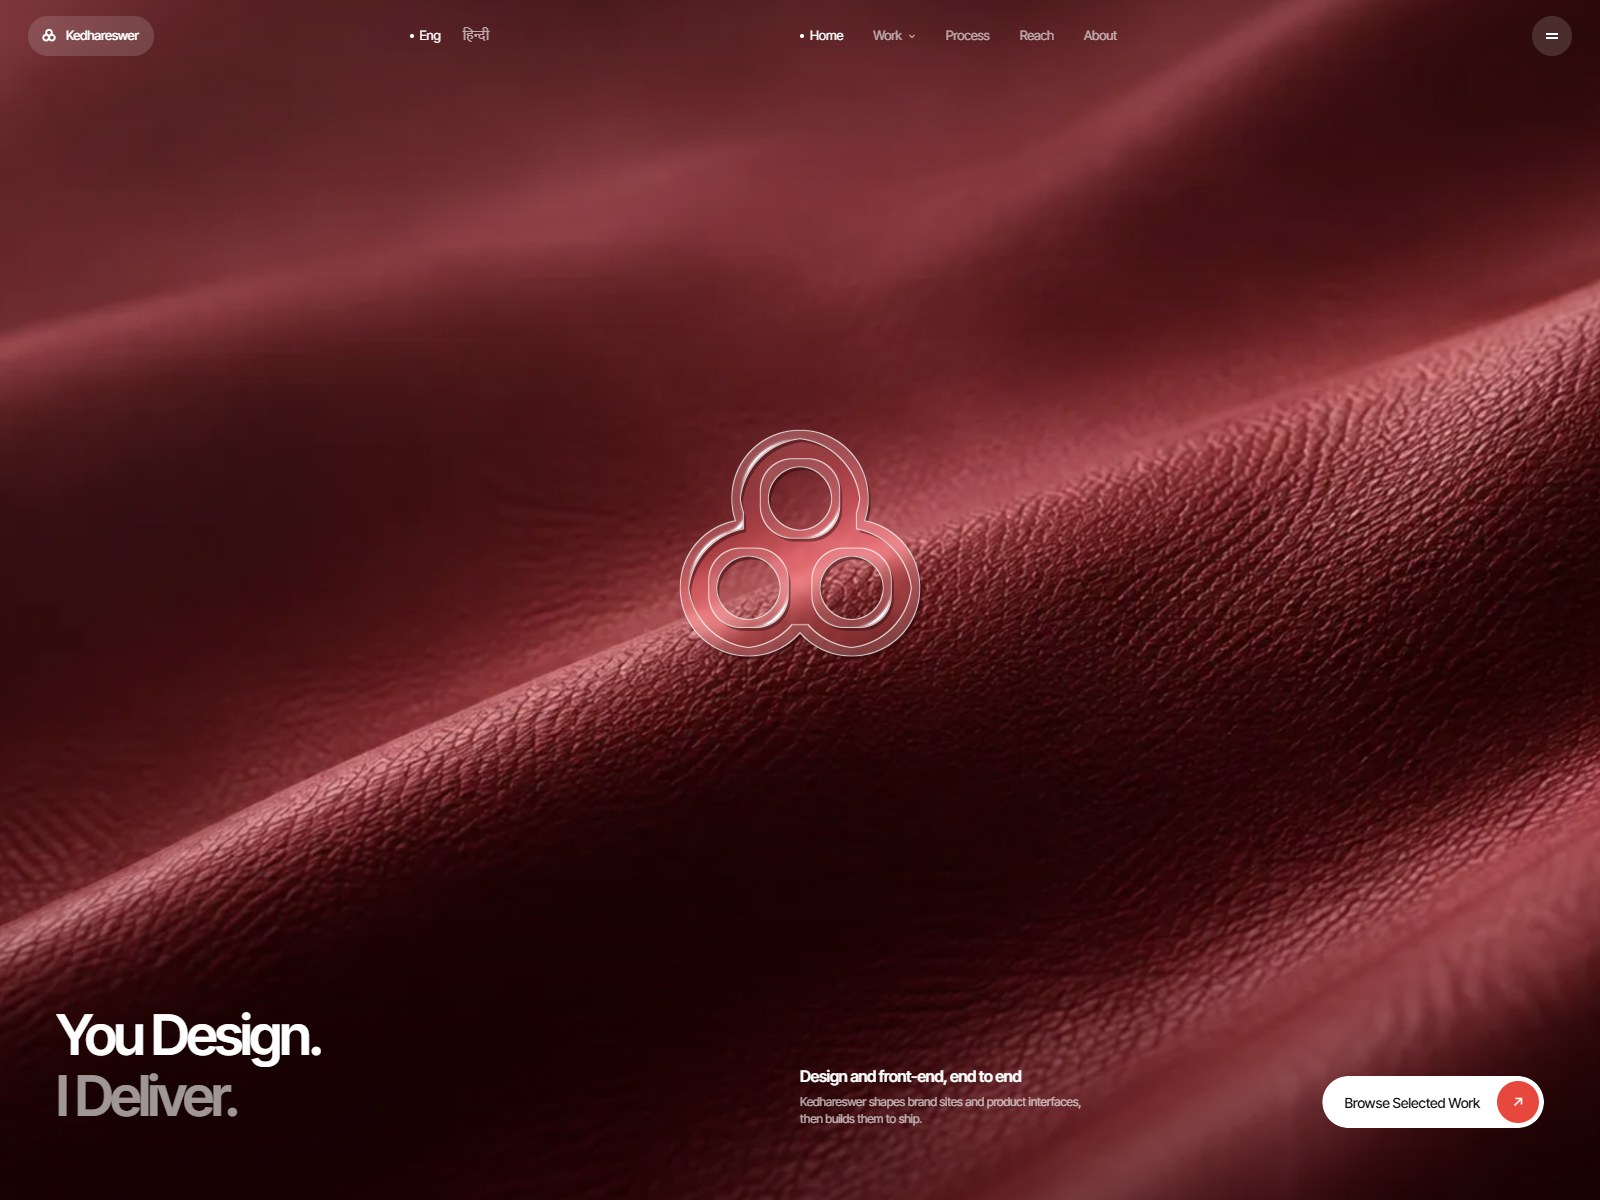 Kedhareswer
Eng
हिन्दी
Home
Work
Process
Reach
About
You Design.
I Deliver.
Design and front-end, end to end
Kedhareswer shapes brand sites and product interfaces,
then builds them to ship.
Browse Selected Work